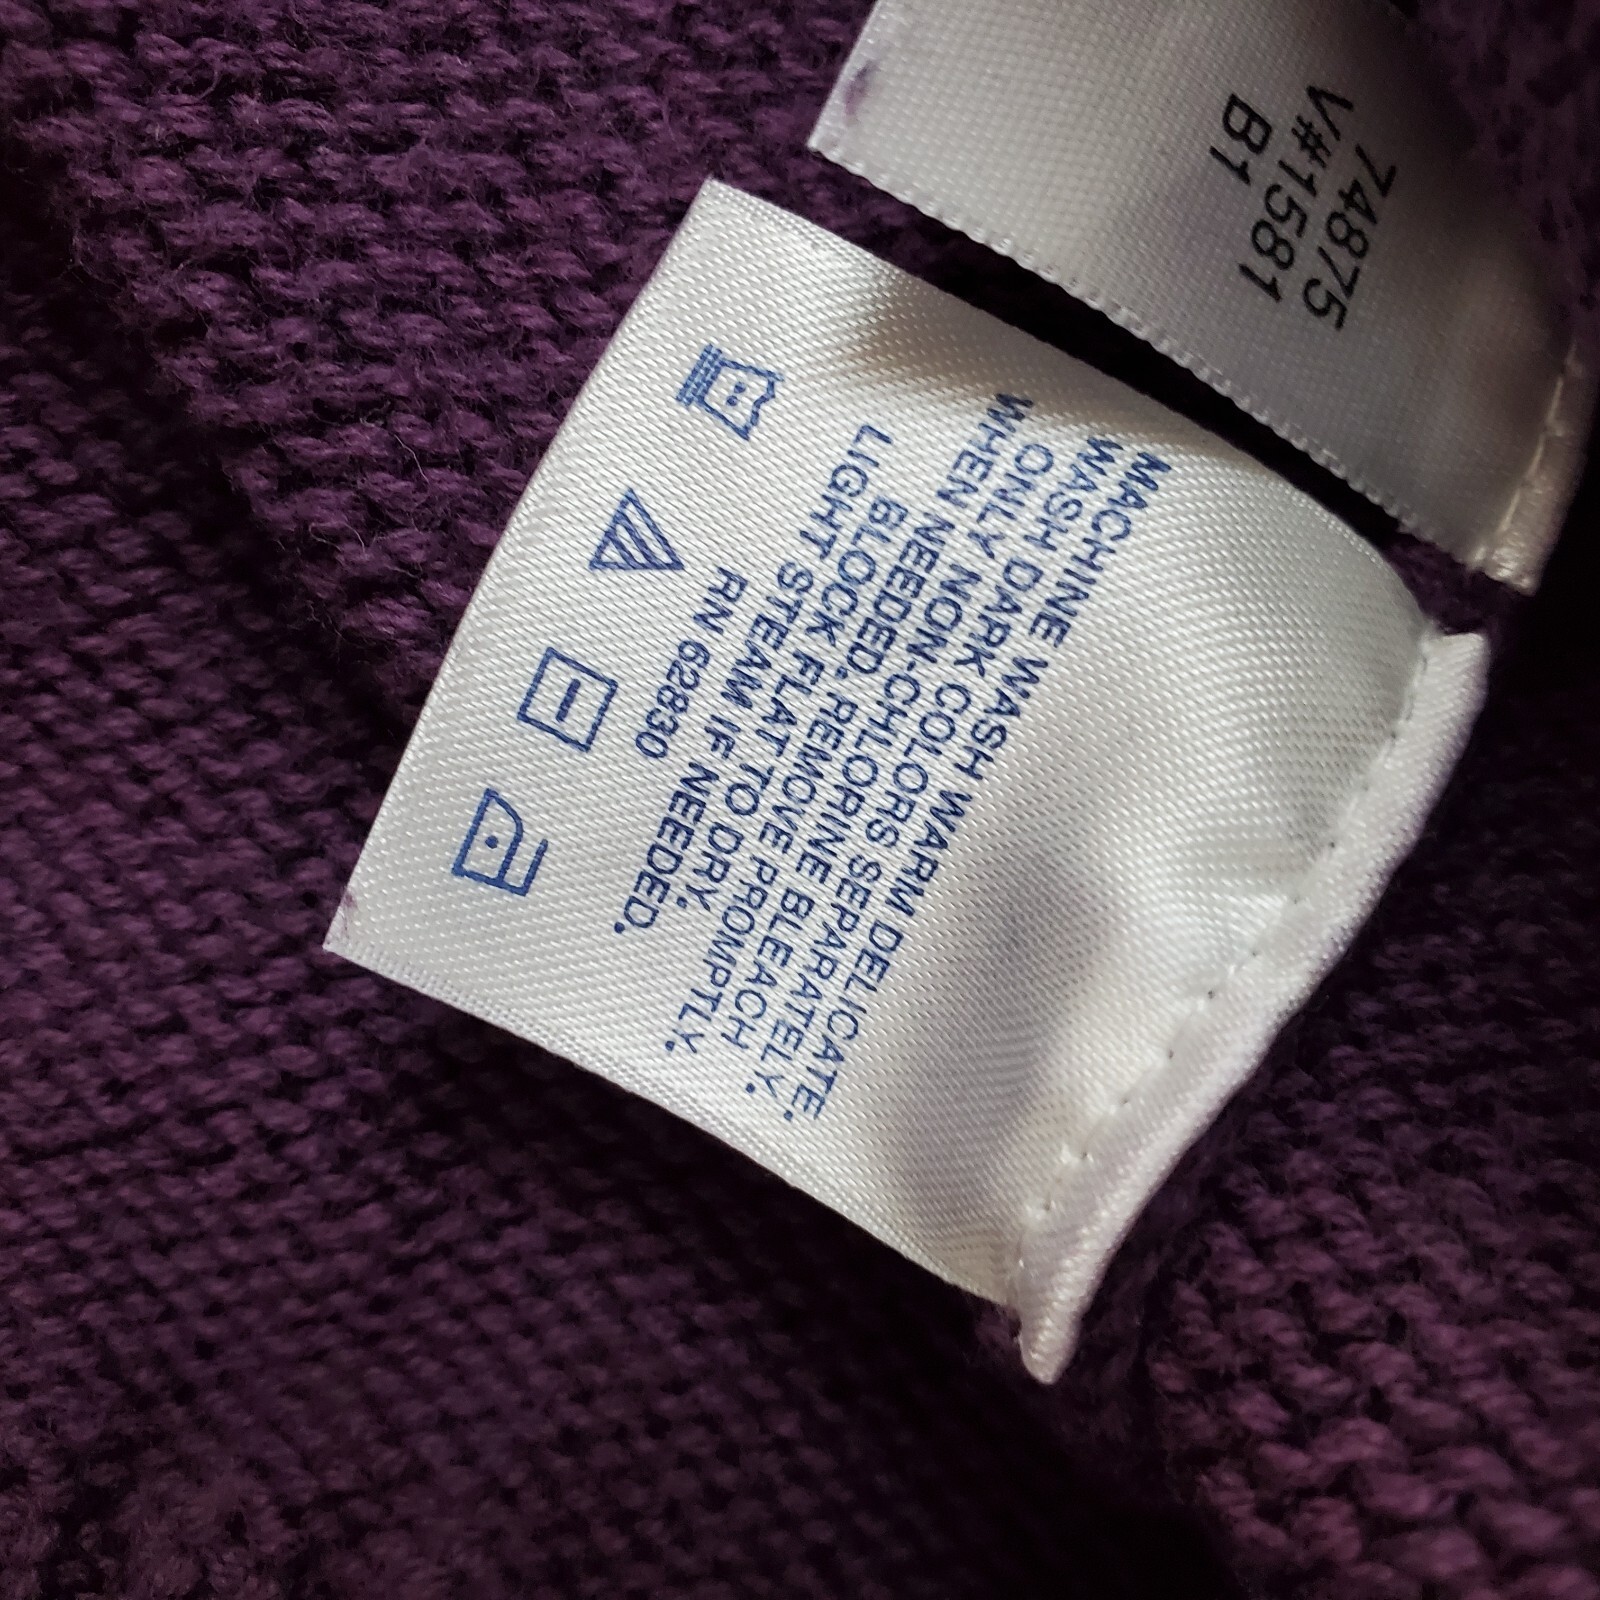 74875
V#1581
B1
MACHINE WASH WARM DELICATE.
WASH DARK COLORS SEPARATELY.
ONLY NON-CHLORINE BLEACH
WHEN NEEDED. REMOVE PROMPTLY.
BLOCK FLAT TO DRY.
LIGHT STEAM IF NEEDED.
RN 62830